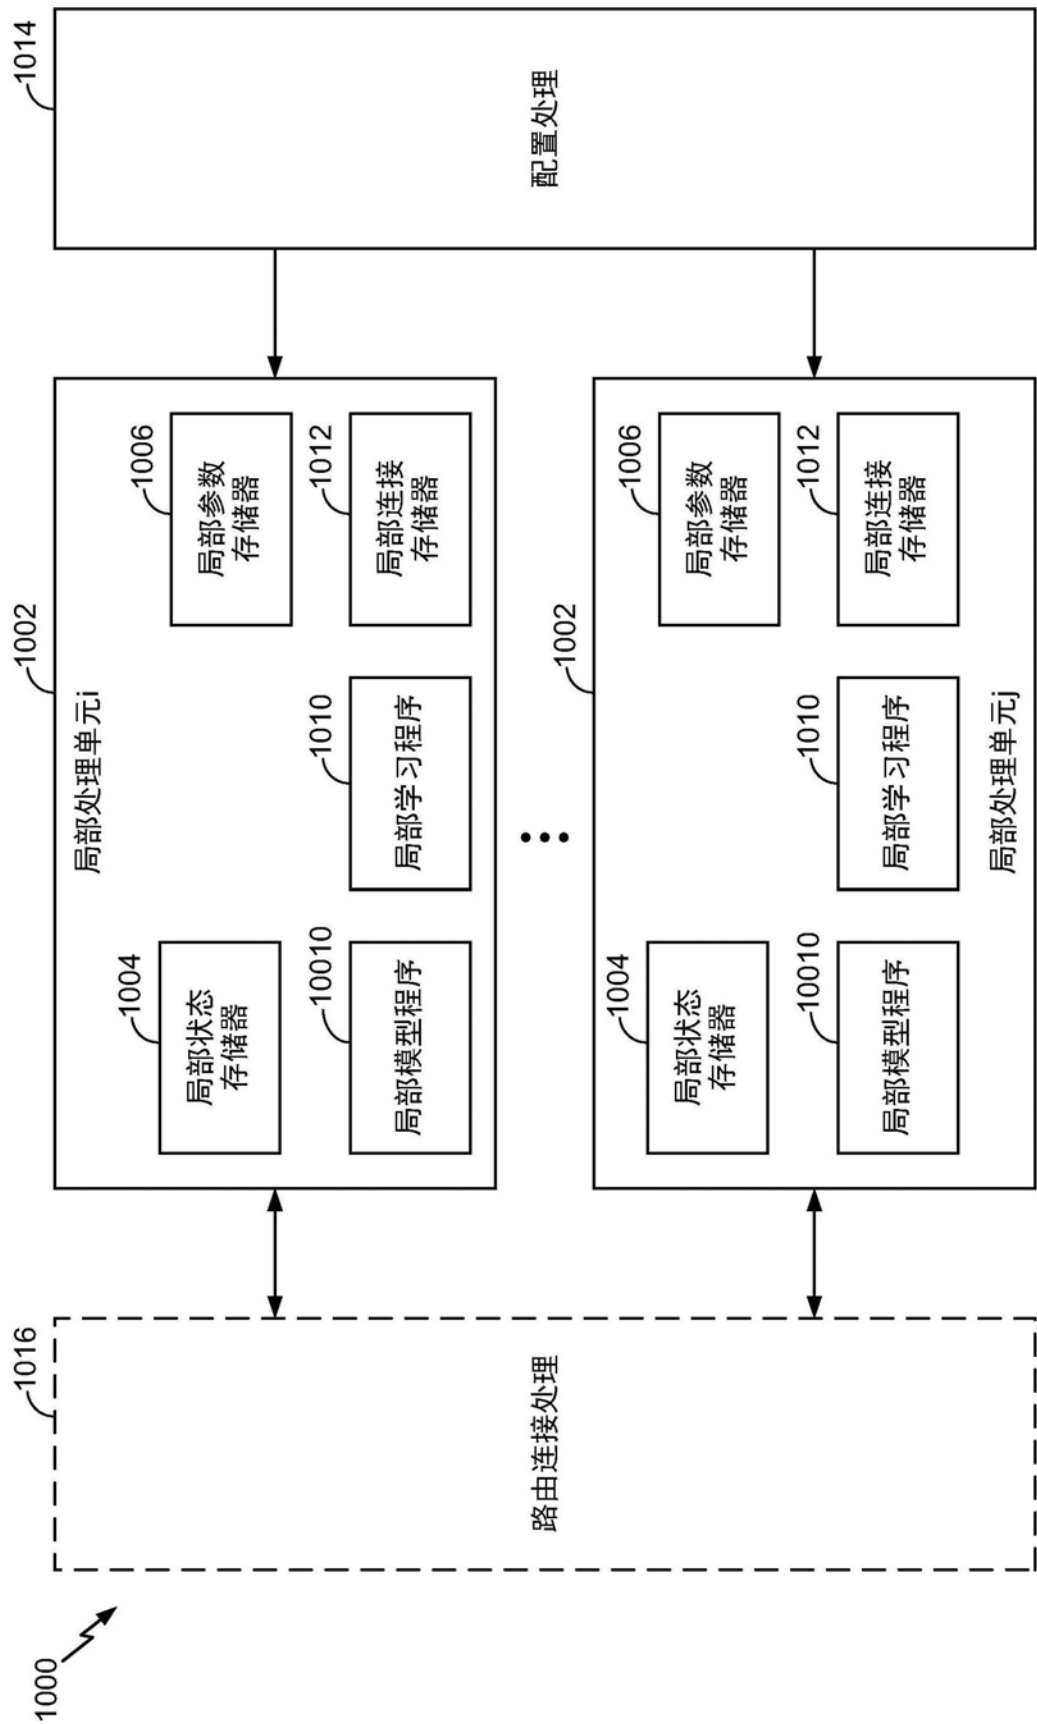 1000
1016
路由连接处理
1002
局部处理单元i
1004
局部状态
存储器
1006
局部参数
存储器
10010
局部模型程序
1010
局部学习程序
1012
局部连接
存储器
1002
1004
局部状态
存储器
1006
局部参数
存储器
10010
局部模型程序
1010
局部学习程序
1012
局部连接
存储器
局部处理单元j
1014
配置处理